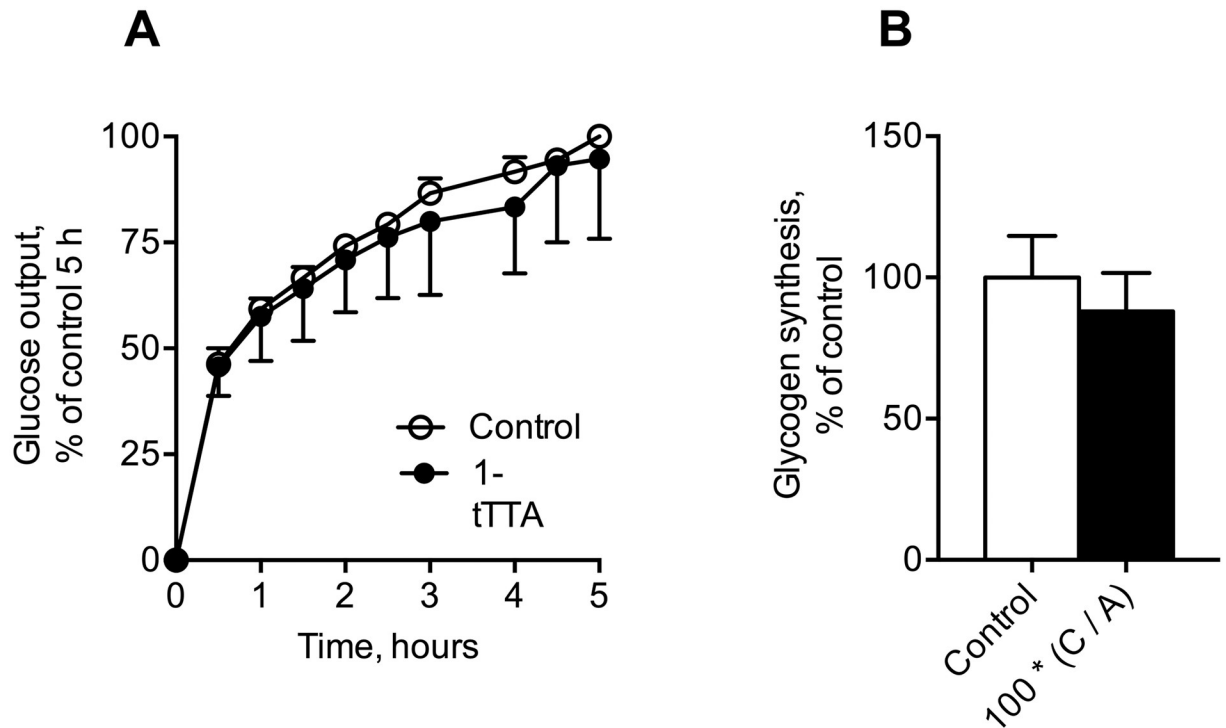 A
B
100
75
50
25
0
Glucose output,
% of control 5 h
Control
1-
tTTA
0 1 2 3 4 5
Time, hours
150
100
50
0
Glycogen synthesis,
% of control
Control
100 * (C / A)